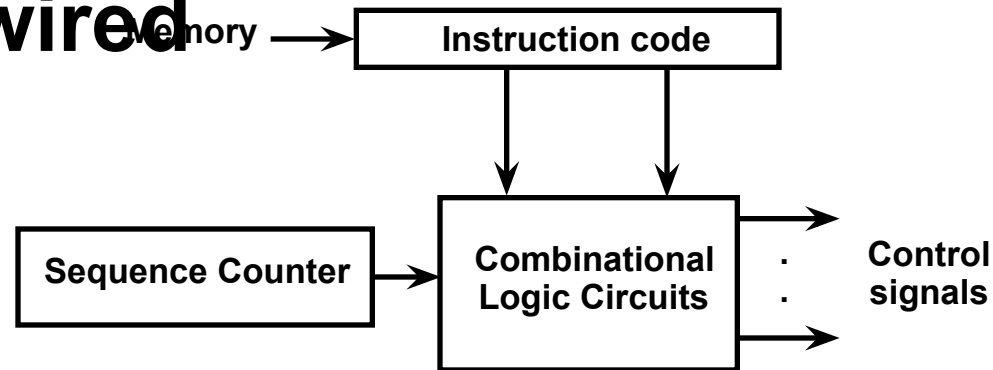 wired
Memory
Instruction code
Sequence Counter
Combinational
Logic Circuits
.
.
Control
signals